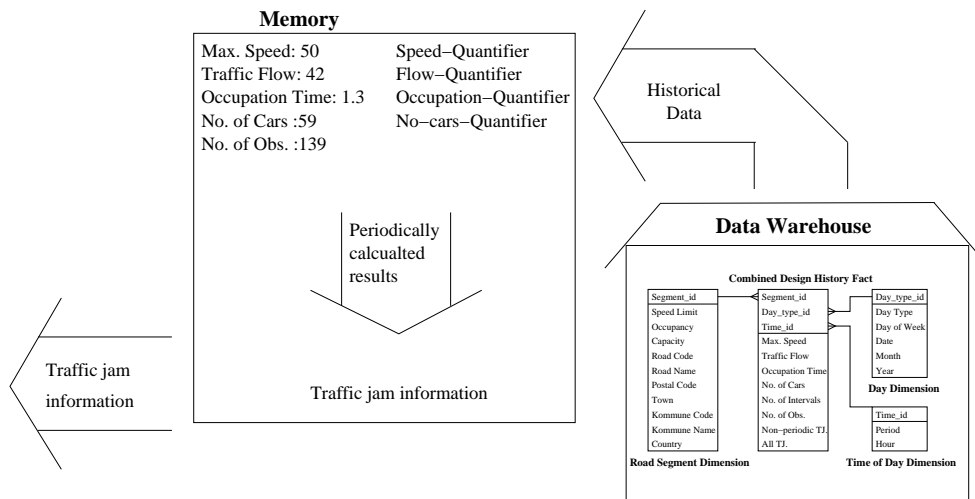 Memory
Max. Speed: 50
Traffic Flow: 42
Occupation Time: 1.3
No. of Cars :59
No. of Obs. :139
Speed−Quantifier
Flow−Quantifier
Occupation−Quantifier
No−cars−Quantifier
Periodically
calcualted
results
Traffic jam information
Traffic jam
information
Historical
Data
Data Warehouse
Combined Design History Fact
Segment_id
Speed Limit
Occupancy
Capacity
Road Code
Road Name
Postal Code
Town
Kommune Code
Kommune Name
Country
Road Segment Dimension
Segment_id
Day_type_id
Time_id
Max. Speed
Traffic Flow
Occupation Time
No. of Cars
No. of Intervals
No. of Obs.
Non−periodic TJ.
All TJ.
Day_type_id
Day Type
Day of Week
Date
Month
Year
Day Dimension
Time_id
Period
Hour
Time of Day Dimension